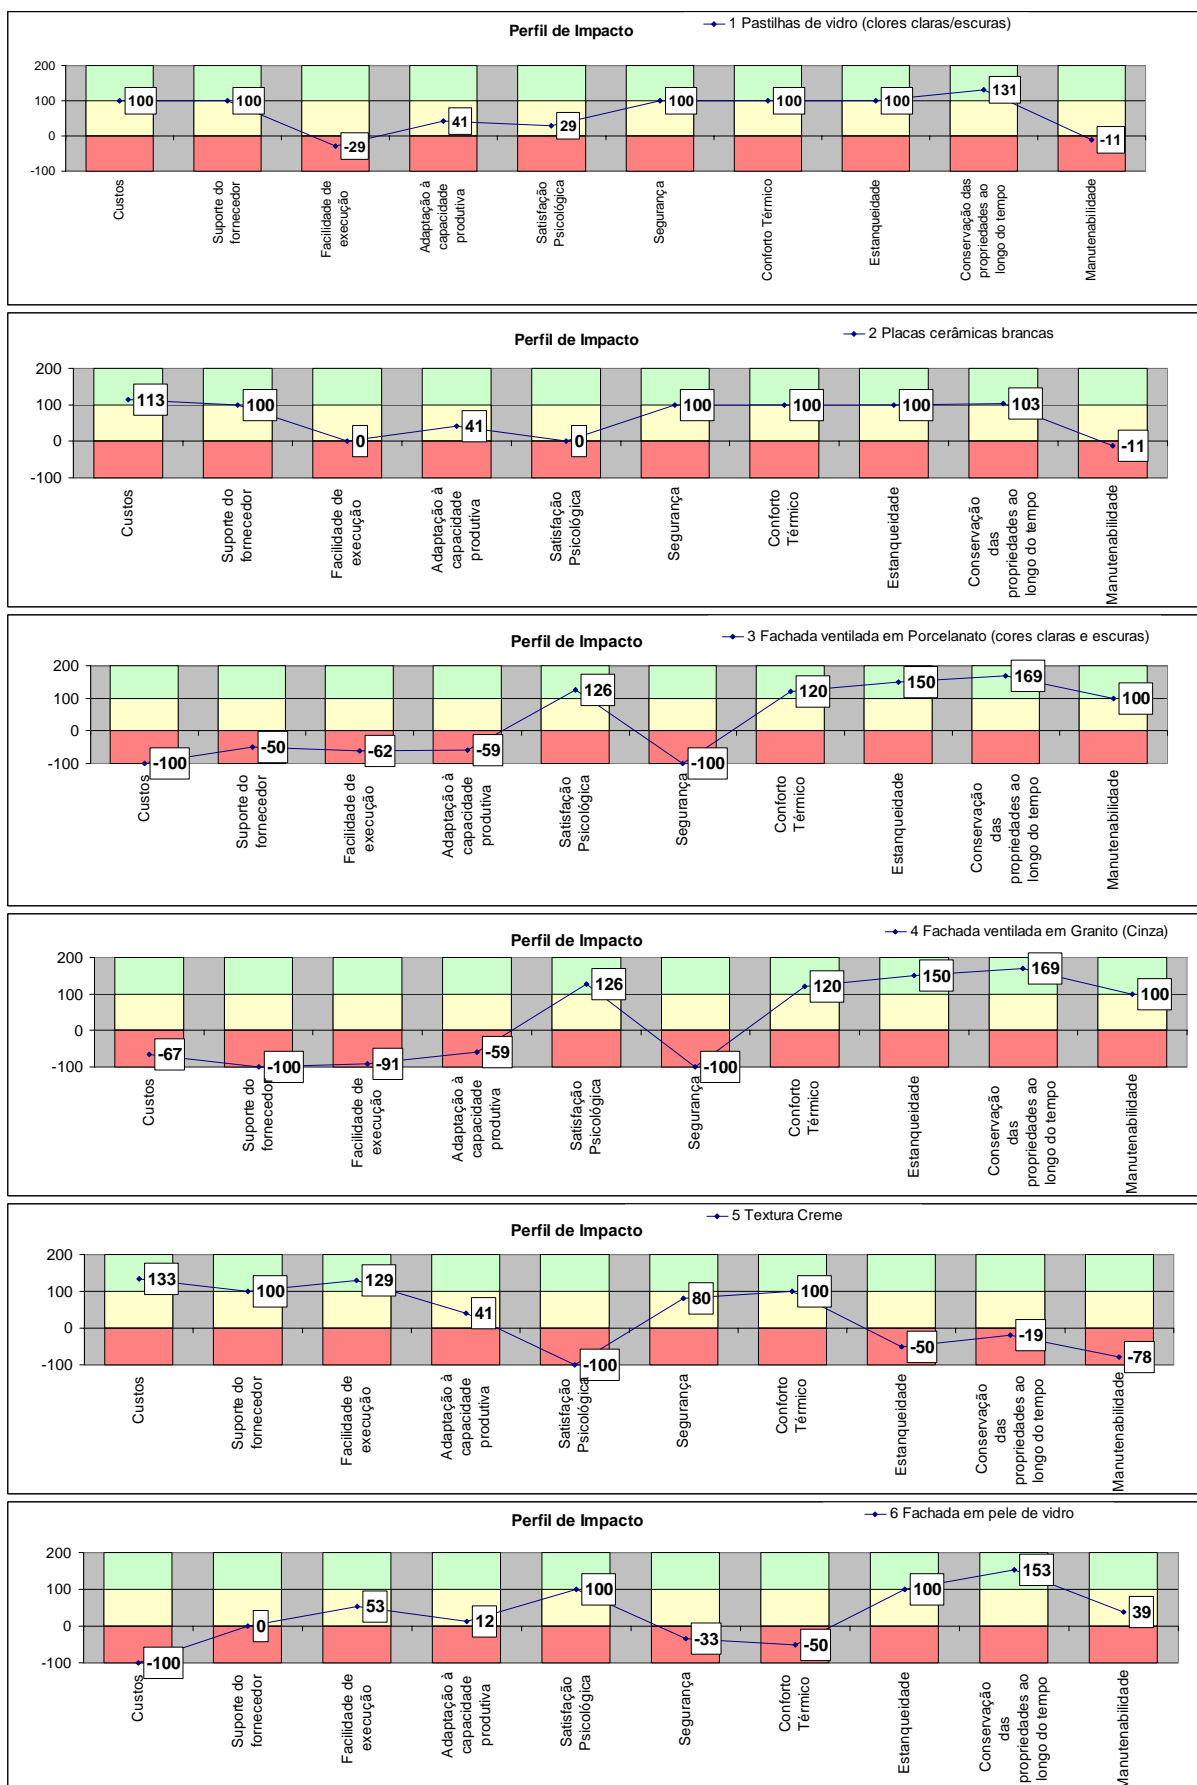 Perfil de Impacto
1 Pastilhas de vidro (clores claras/escuras)
200
100
0
-100
100
100
-29
41
29
100
100
100
131
-11
Custos
Suporte do
fornecedor
Facilidade de
execução
Adaptação à
capacidade
produtiva
Satisfação
Psicológica
Segurança
Conforto Térmico
Estanqueidade
Conservação das
propriedades ao
longo do tempo
Manutenabilidade
Perfil de Impacto
2 Placas cerâmicas brancas
200
100
0
-100
113
100
0
41
0
100
100
100
103
-11
Custos
Suporte do
fornecedor
Facilidade de
execução
Adaptação à
capacidade
produtiva
Satisfação
Psicológica
Segurança
Conforto
Térmico
Estanqueidade
Conservação
das
propriedades ao
longo do tempo
Manutenabilidade
Perfil de Impacto
3 Fachada ventilada em Porcelanato (cores claras e escuras)
200
100
0
-100
-100
-50
-62
-59
126
-100
120
150
169
100
Custos
Suporte do
fornecedor
Facilidade de
execução
Adaptação à
capacidade
produtiva
Satisfação
Psicológica
Segurança
Conforto
Térmico
Estanqueidade
Conservação
das
propriedades ao
longo do tempo
Manutenabilidade
Perfil de Impacto
4 Fachada ventilada em Granito (Cinza)
200
100
0
-100
-67
-100
-91
-59
126
-100
120
150
169
100
Custos
Suporte do
fornecedor
Facilidade de
execução
Adaptação à
capacidade
produtiva
Satisfação
Psicológica
Segurança
Conforto
Térmico
Estanqueidade
Conservação
das
propriedades ao
longo do tempo
Manutenabilidade
Perfil de Impacto
5 Textura Creme
200
100
0
-100
133
100
129
41
-100
80
100
-50
-19
-78
Custos
Suporte do
fornecedor
Facilidade de
execução
Adaptação à
capacidade
produtiva
Satisfação
Psicológica
Segurança
Conforto
Térmico
Estanqueidade
Conservação
das
propriedades ao
longo do tempo
Manutenabilidade
Perfil de Impacto
6 Fachada em pele de vidro
200
100
0
-100
-100
0
53
12
100
-33
-50
100
153
39
Custos
Suporte do
fornecedor
Facilidade de
execução
Adaptação à
capacidade
produtiva
Satisfação
Psicológica
Segurança
Conforto
Térmico
Estanqueidade
Conservação
das
propriedades ao
longo do tempo
Manutenabilidade